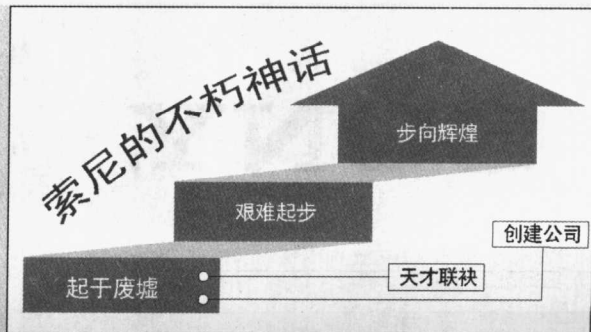 索尼的不朽神话
步向辉煌
艰难起步
创建公司
天才联袂
起于废墟